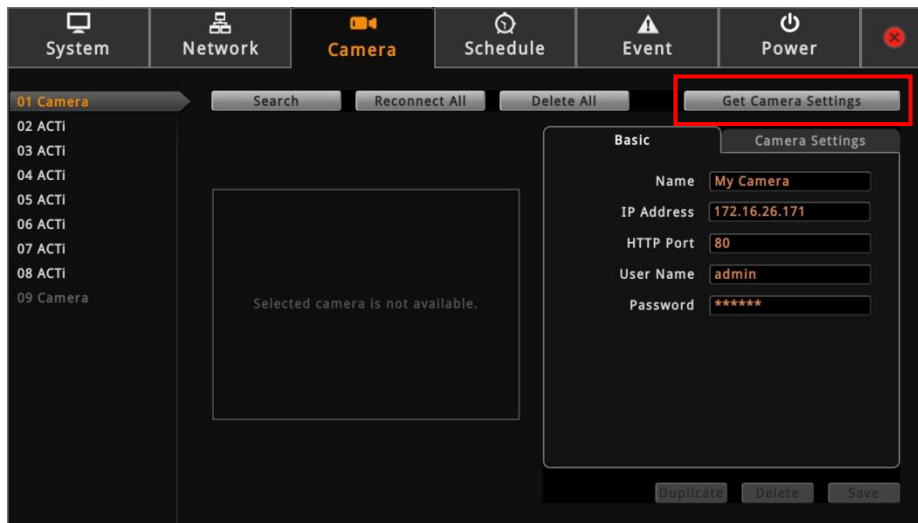 System Network Camera Schedule Event Power
01 Camera
02 ACTi
03 ACTi
04 ACTi
05 ACTi
06 ACTi
07 ACTi
08 ACTi
09 Camera
Search Reconnect All Delete All Get Camera Settings
Selected camera is not available.
Basic Camera Settings
Name My Camera
IP Address 172.16.26.171
HTTP Port 80
User Name admin
Password ******
Duplicate Delete Save